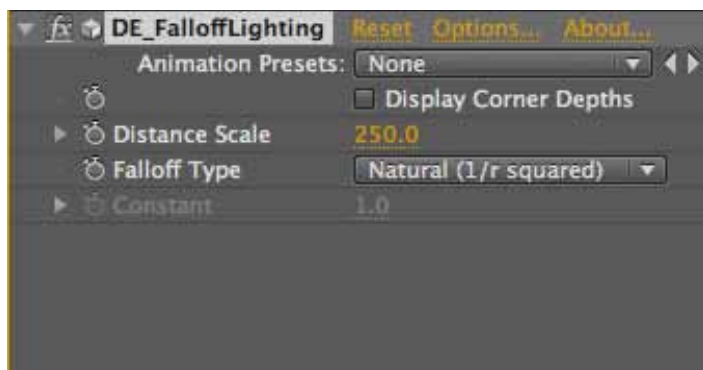 fx DE_FalloffLighting Reset Options... About...
Animation Presets: None
Display Corner Depths
Distance Scale 250.0
Falloff Type Natural (1/r squared)
Constant 1.0